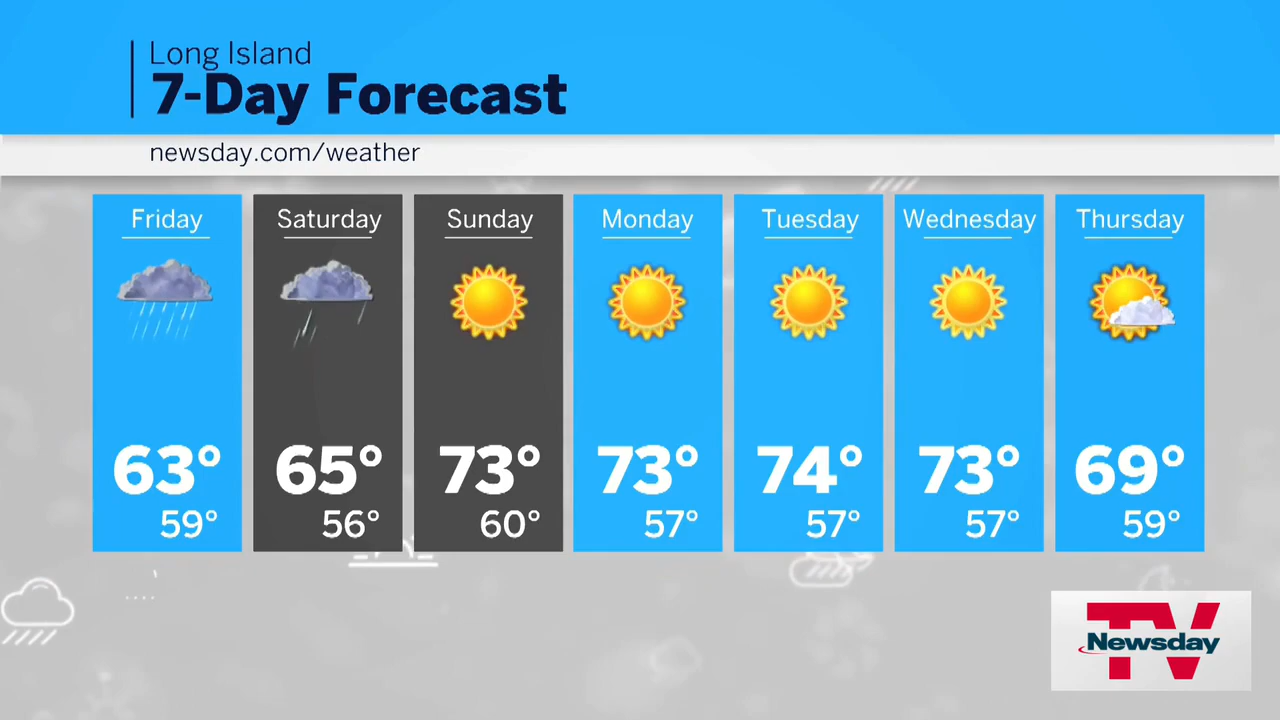 Long Island
7-Day Forecast
newsday.com/weather
Friday
63°
59°
Saturday
65°
56°
Sunday
73°
60°
Monday
73°
57°
Tuesday
74°
57°
Wednesday
73°
57°
Thursday
69°
59°
TV
Newsday